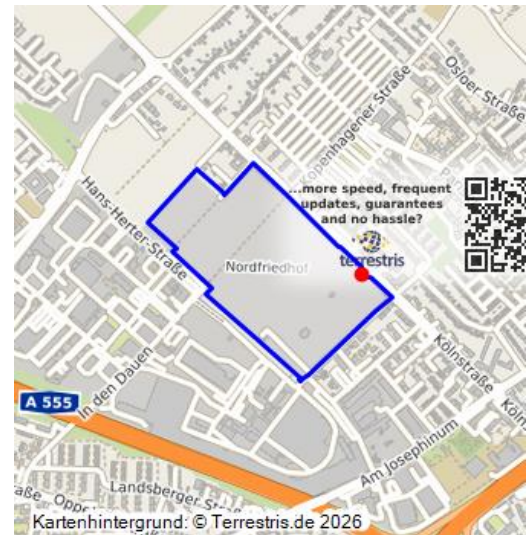 Kopenhagener Straße
Osloer Straße
...more speed, frequent
updates, guarantees
and no hassle?
terrestris
Hans-Herter-Straße
Nordfriedhof
Kölnstraße
In den Dauen
A 555
Am Josephinum
Landsberger Straße
Kartenhintergrund: © Terrestris.de 2026